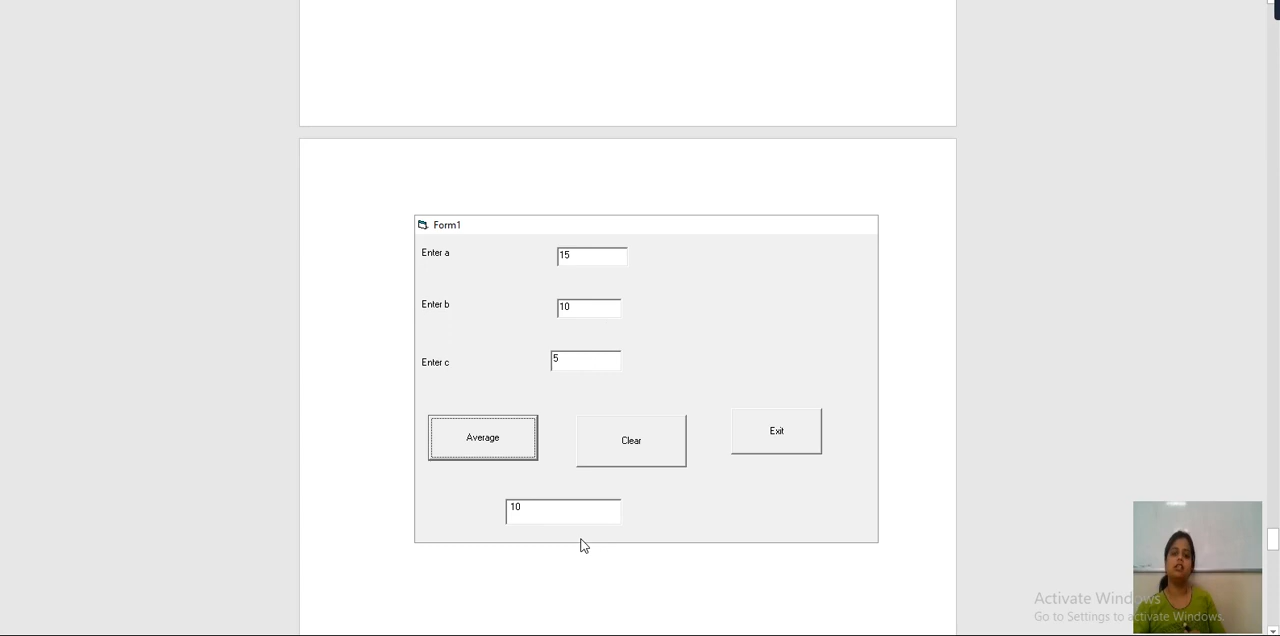 Form1
Enter a
15
Enter b
10
Enter c
5
Average
Clear
Exit
10
Activate Windows
Go to Settings to activate Windows.